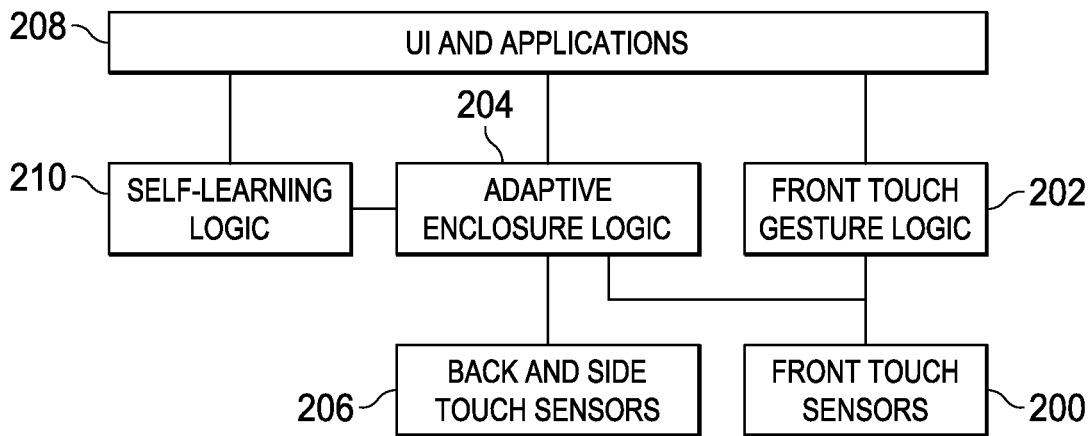 208
UI AND APPLICATIONS
204
210
SELF-LEARNING
LOGIC
ADAPTIVE
ENCLOSURE LOGIC
FRONT TOUCH
GESTURE LOGIC
202
206
BACK AND SIDE
TOUCH SENSORS
FRONT TOUCH
SENSORS
200